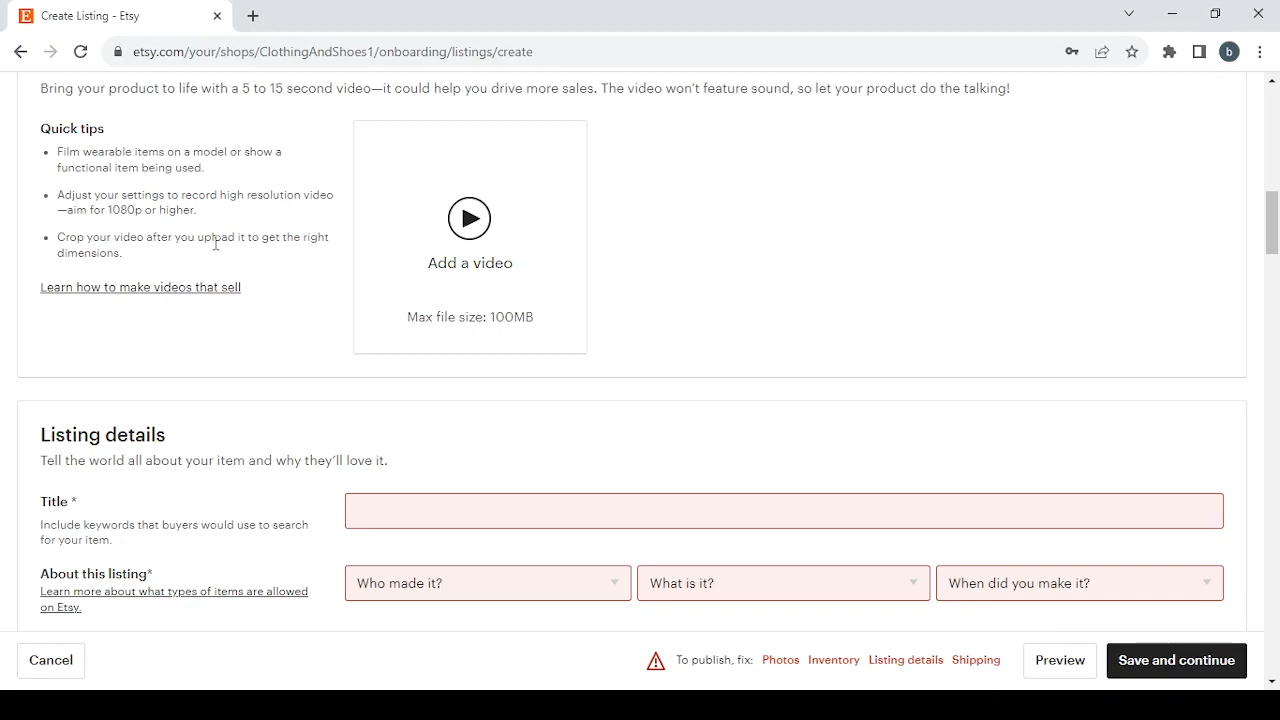 Create Listing - Etsy
etsy.com/your/shops/ClothingAndShoes1/onboarding/listings/create
b
Bring your product to life with a 5 to 15 second video—it could help you drive more sales. The video won't feature sound, so let your product do the talking!
Quick tips
Film wearable items on a model or show a
functional item being used.
Adjust your settings to record high resolution video
—aim for 1080p or higher.
Crop your video after you upload it to get the right
dimensions.
Learn how to make videos that sell
Add a video
Max file size: 100MB
Listing details
Tell the world all about your item and why they'll love it.
Title *
Include keywords that buyers would use to search
for your item.
About this listing*
Learn more about what types of items are allowed
on Etsy.
Who made it?
What is it?
When did you make it?
Cancel
To publish, fix: Photos Inventory Listing details Shipping
Preview
Save and continue